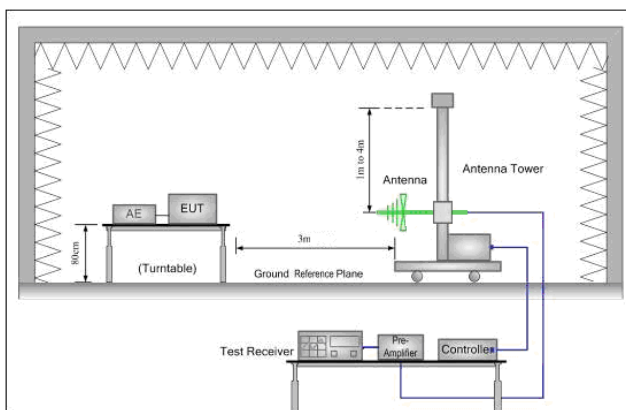 1m to 4m
Antenna
Antenna Tower
AE
EUT
80cm
3m
(Turntable)
Ground Reference Plane
Test Receiver
Pre-
Amplifier
Controller